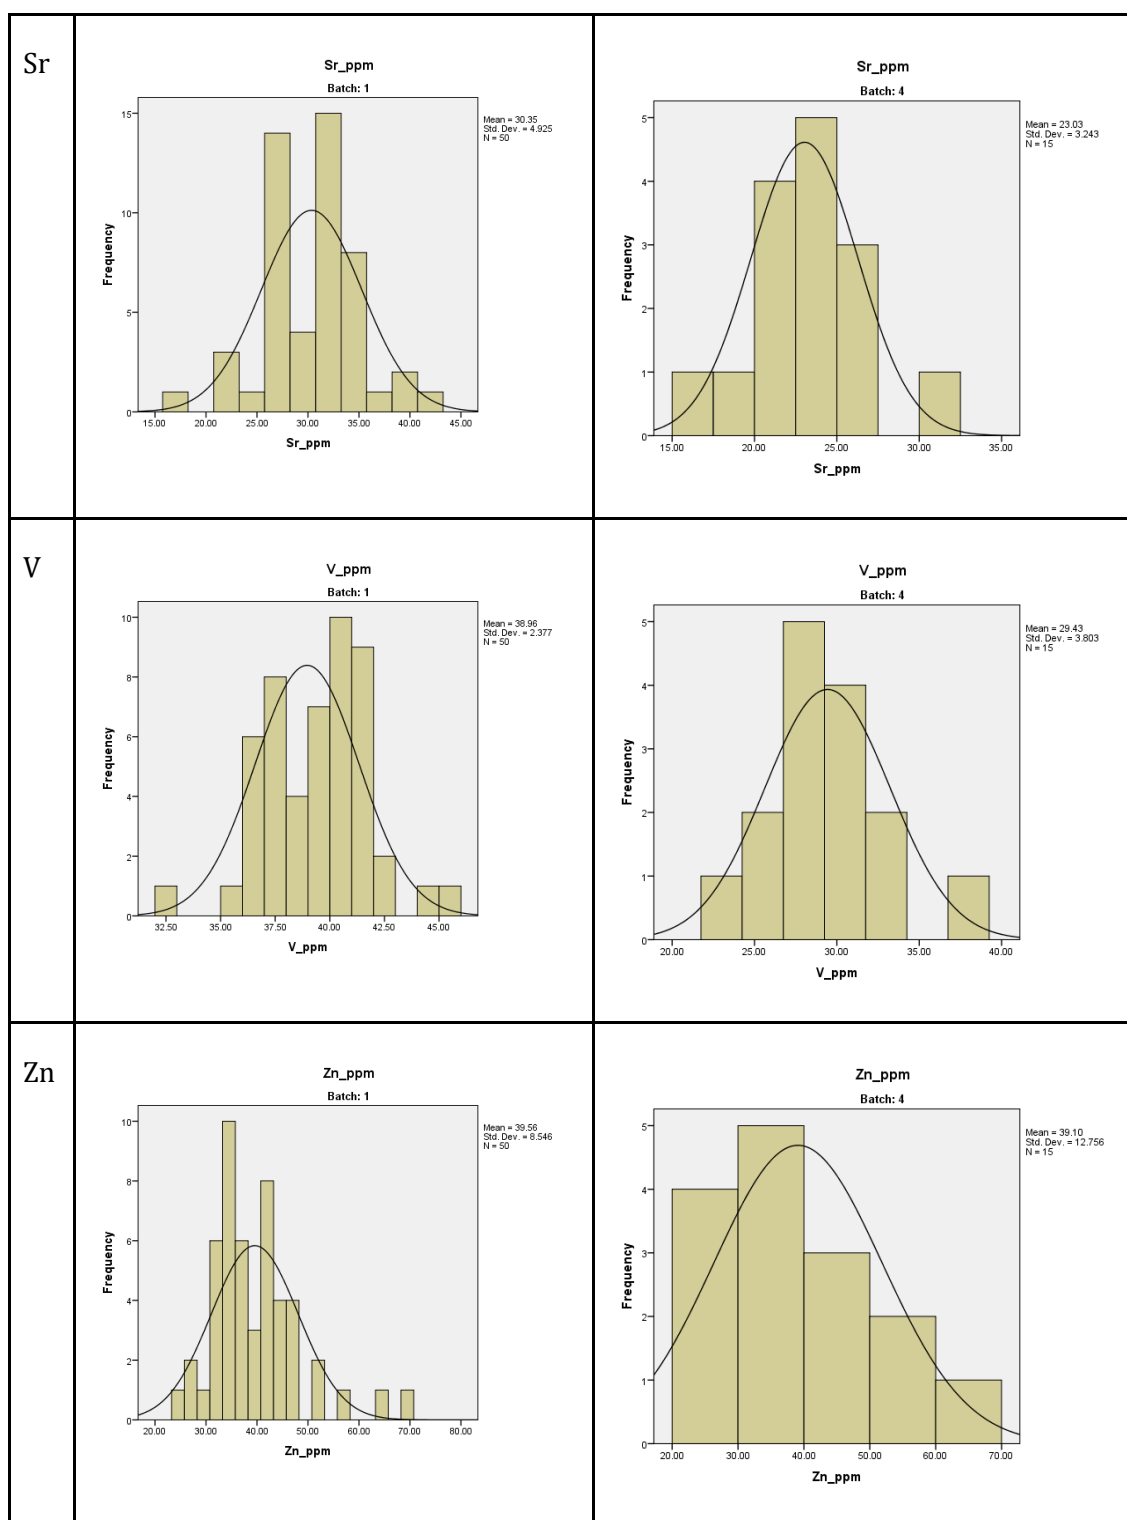 Sr
Sr_ppm
Batch: 1
Mean = 30.35
Std. Dev. = 4.925
N = 50
Frequency
15
10
5
0
15.00 20.00 25.00 30.00 35.00 40.00 45.00
Sr_ppm
Sr_ppm
Batch: 4
Mean = 23.03
Std. Dev. = 3.243
N = 15
Frequency
5
4
3
2
1
0
15.00 20.00 25.00 30.00 35.00
Sr_ppm
V
V_ppm
Batch: 1
Mean = 38.96
Std. Dev. = 2.377
N = 50
Frequency
10
8
6
4
2
0
32.50 35.00 37.50 40.00 42.50 45.00
V_ppm
V_ppm
Batch: 4
Mean = 29.43
Std. Dev. = 3.803
N = 15
Frequency
5
4
3
2
1
0
20.00 25.00 30.00 35.00 40.00
V_ppm
Zn
Zn_ppm
Batch: 1
Mean = 39.56
Std. Dev. = 8.546
N = 50
Frequency
10
8
6
4
2
0
20.00 30.00 40.00 50.00 60.00 70.00 80.00
Zn_ppm
Zn_ppm
Batch: 4
Mean = 39.10
Std. Dev. = 12.756
N = 15
Frequency
5
4
3
2
1
0
20.00 30.00 40.00 50.00 60.00 70.00
Zn_ppm